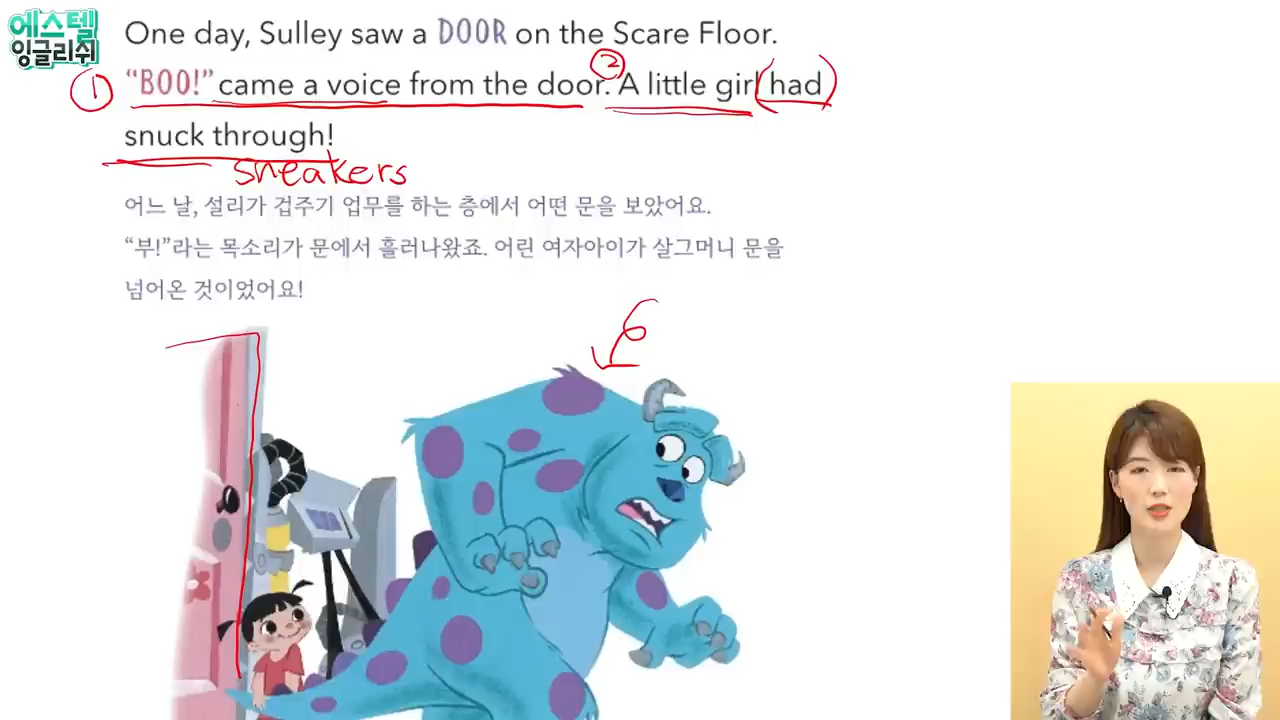 에스텔
잉글리쉬
One day, Sulley saw a DOOR on the Scare Floor.
① "BOO!" came a voice from the door. ② A little girl (had)
snuck through!
sneakers
어느 날, 설리가 겁주기 업무를 하는 층에서 어떤 문을 보았어요.
“부!”라는 목소리가 문에서 흘러나왔죠. 어린 여자아이가 살그머니 문을
넘어온 것이었어요!